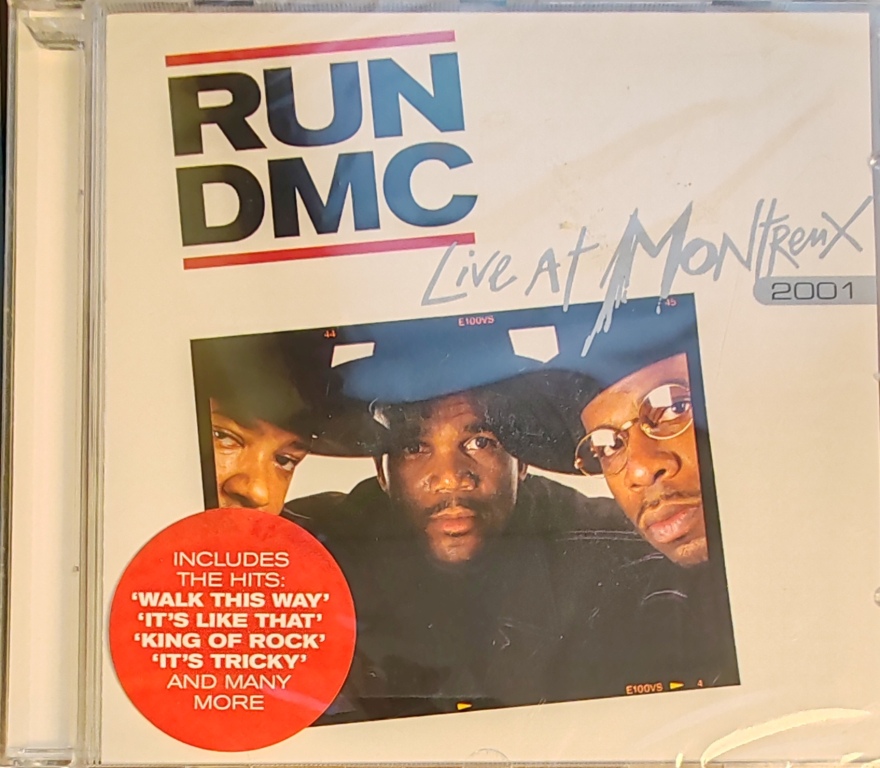 RUN
DMC
Live At Montreux
2001
44
E100VS
45
INCLUDES
THE HITS:
‘WALK THIS WAY’
‘IT’S LIKE THAT’
‘KING OF ROCK’
‘IT’S TRICKY’
AND MANY
MORE
E100VS
4